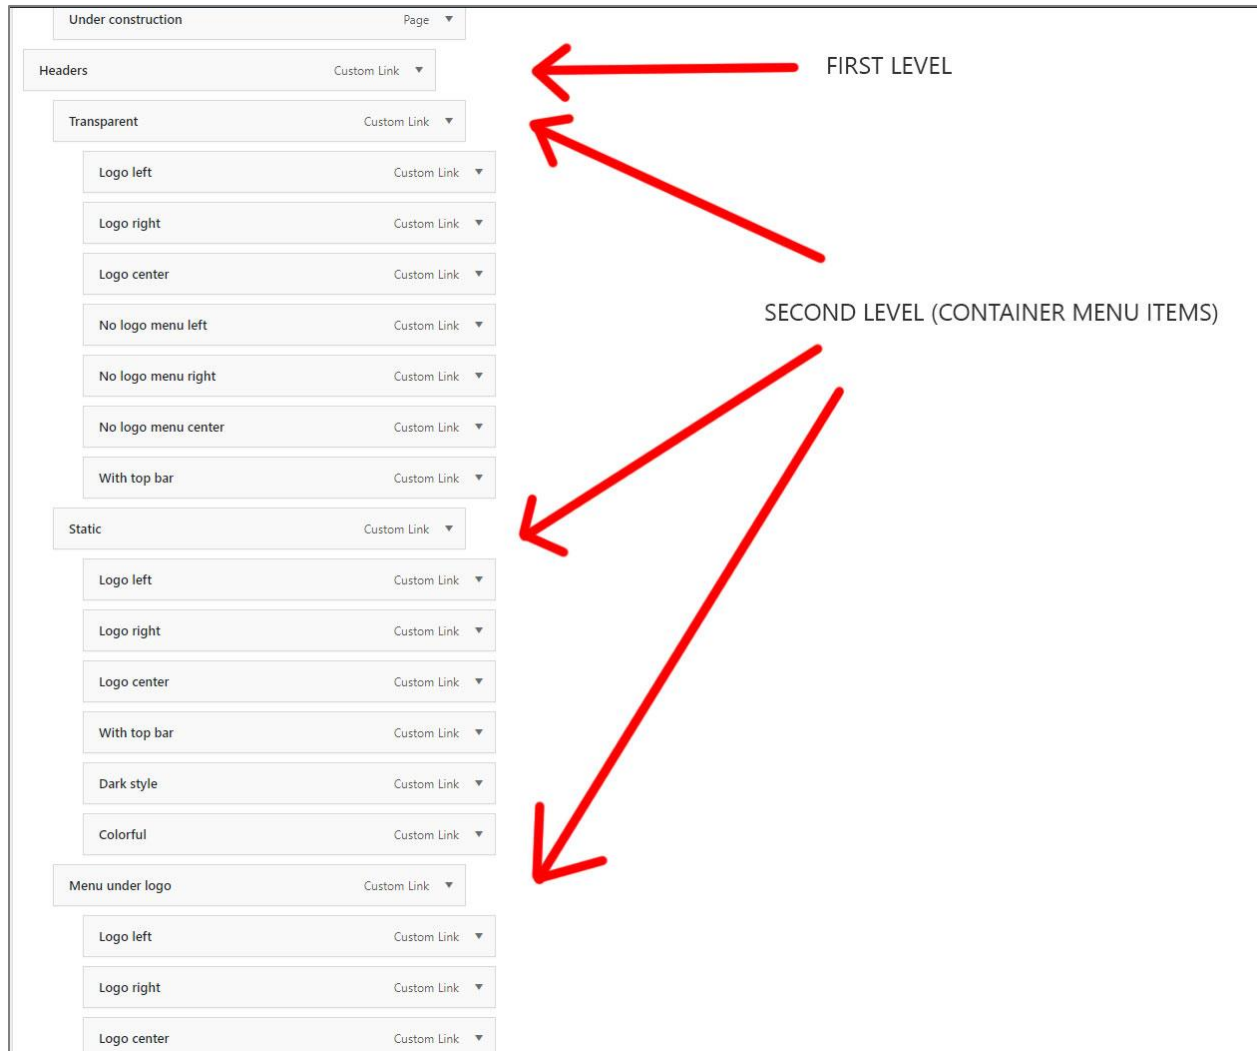 Under construction Page
Headers Custom Link
FIRST LEVEL
Transparent Custom Link
Logo left Custom Link
Logo right Custom Link
Logo center Custom Link
SECOND LEVEL (CONTAINER MENU ITEMS)
No logo menu left Custom Link
No logo menu right Custom Link
No logo menu center Custom Link
With top bar Custom Link
Static Custom Link
Logo left Custom Link
Logo right Custom Link
Logo center Custom Link
With top bar Custom Link
Dark style Custom Link
Colorful Custom Link
Menu under logo Custom Link
Logo left Custom Link
Logo right Custom Link
Logo center Custom Link